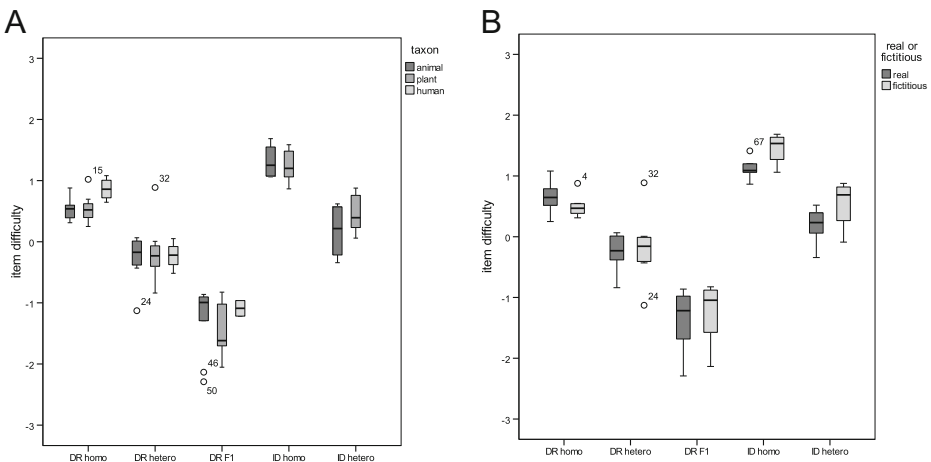 A
taxon
animal
plant
human
item difficulty
3
2
1
0
-1
-2
-3
15
32
24
46
50
DR homo DR hetero DR F1 ID homo ID hetero
B
real or
fictitious
real
fictitious
item difficulty
3
2
1
0
-1
-2
-3
4
32
24
67
DR homo DR hetero DR F1 ID homo ID hetero